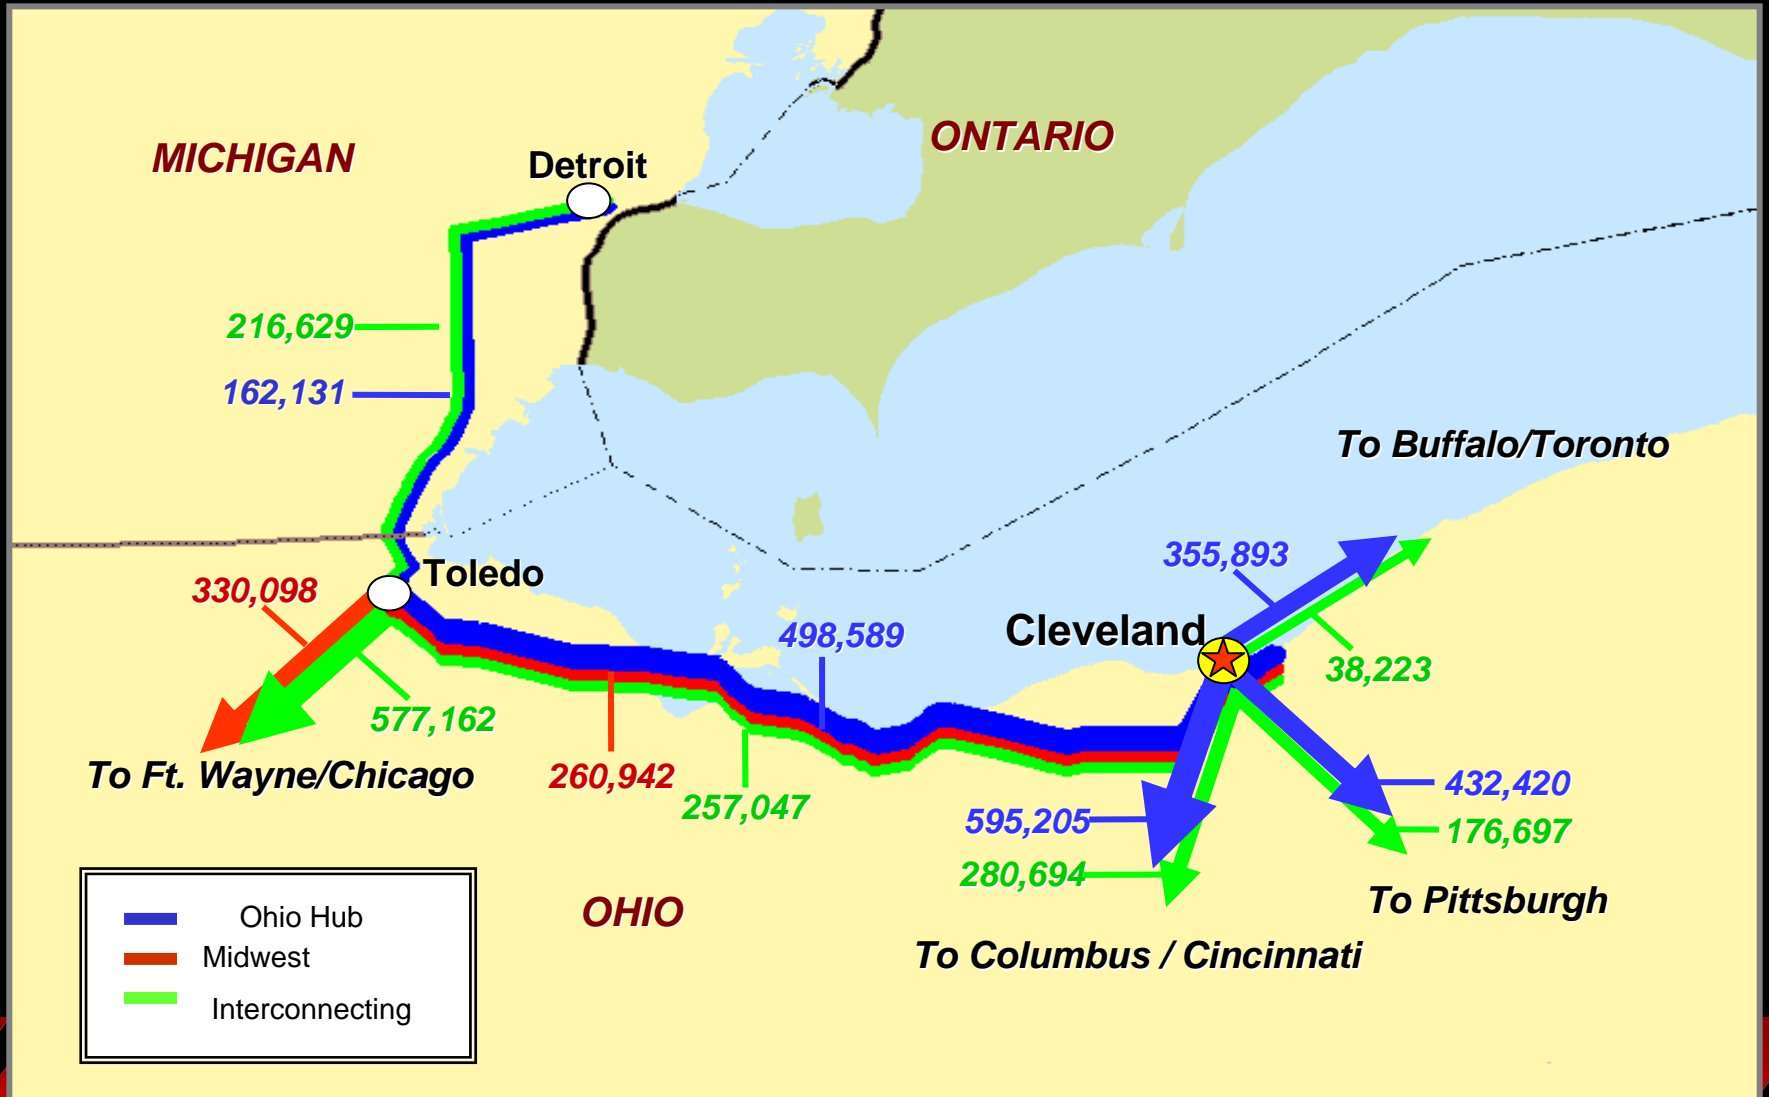 MICHIGAN
ONTARIO
Detroit
216,629
162,131
To Buffalo/Toronto
355,893
Toledo
330,098
Cleveland
498,589
38,223
577,162
To Ft. Wayne/Chicago
260,942
257,047
432,420
595,205
176,697
280,694
To Pittsburgh
OHIO
To Columbus / Cincinnati
Ohio Hub
Midwest
Interconnecting